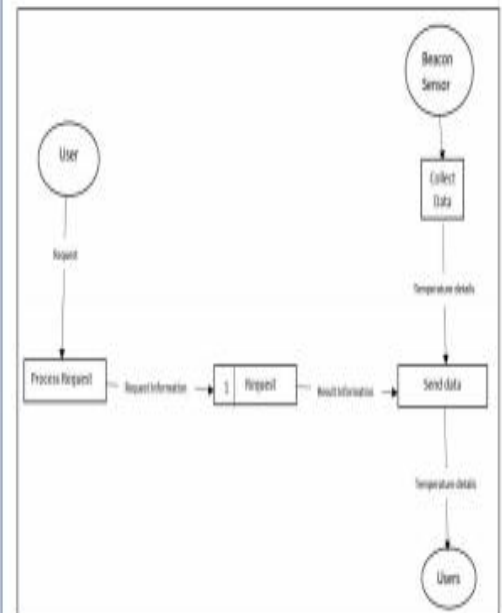 Beacon
Sensor
User
Collect
Data
Request
Temperature details
Process Request
Request Information
1
Request
Result Information
Send data
Temperature details
Users